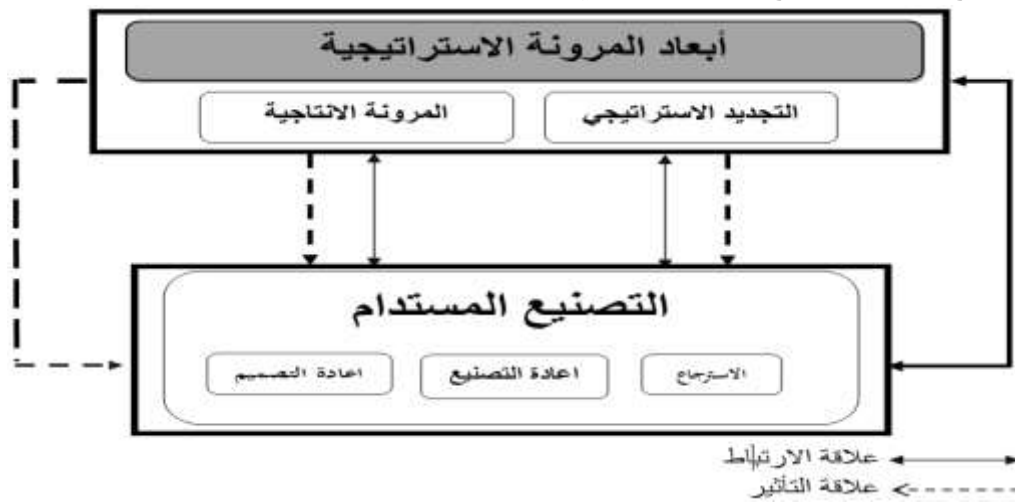 أبعاد المرونة الاستراتيجية
التجديد الاستراتيجي
المرونة الانتاجية
التصنيع المستدام
الاسترجاع
اعادة التصنيع
اعادة التصميم
علاقة الارتباط
علاقة التأثير